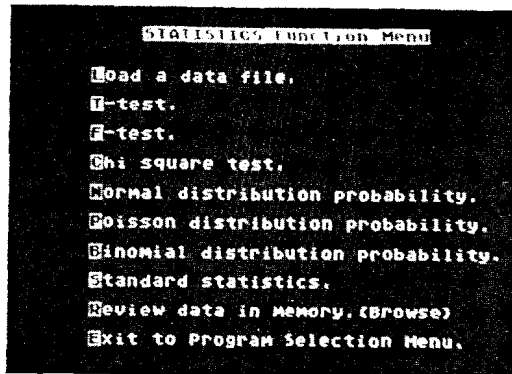 STATISTICS Function Menu
Load a data file.
T-test.
F-test.
Chi square test.
Normal distribution probability.
Poisson distribution probability.
Binomial distribution probability.
Standard statistics.
Review data in memory.(Browse)
Exit to Program Selection Menu.